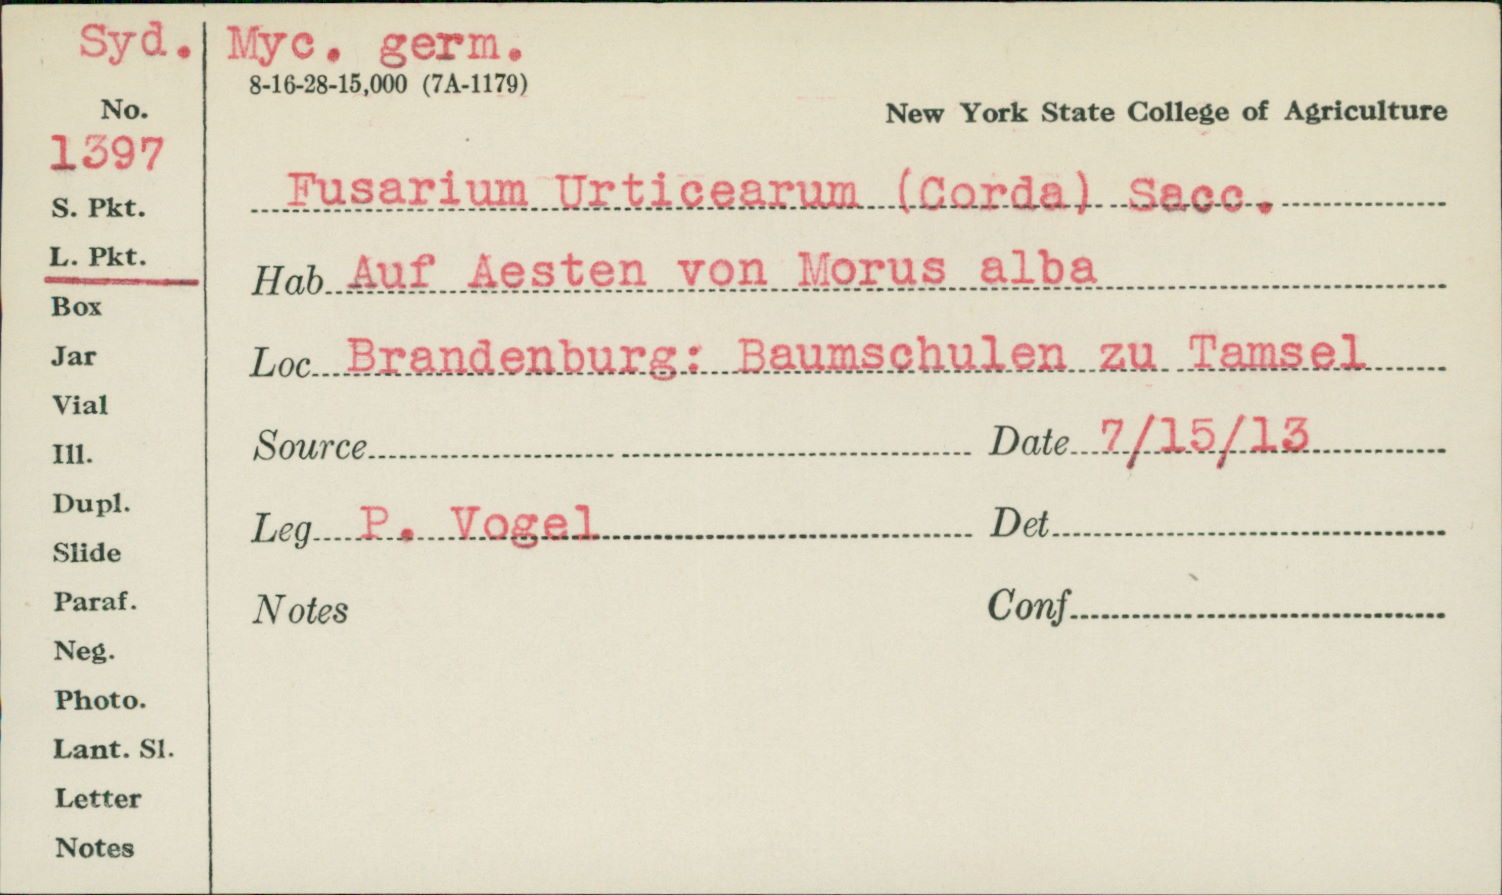 Syd. Myc. germ.
8-16-28-15,000 (7A-1179)
No.
New York State College of Agriculture
1397
Fusarium Urticearum (Corda) Sacc.
S. Pkt.
L. Pkt.
Hab Auf Aesten von Morus alba
Box
Jar
Loc Brandenburg: Baumschulen zu Tamsel
Vial
Source Date 7/15/13
Ill.
Dupl.
Leg P. Vogel Det
Slide
Paraf.
Notes Conf
Neg.
Photo.
Lant. Sl.
Letter
Notes